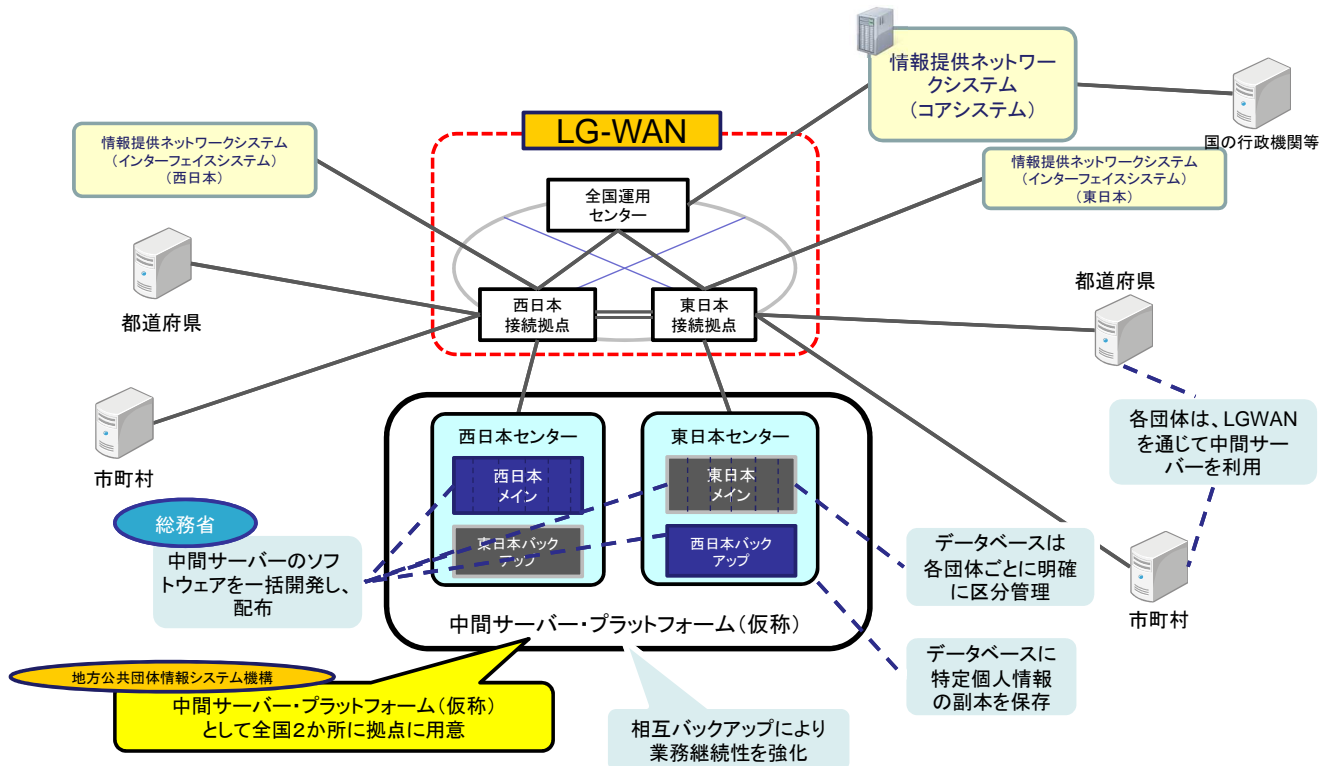 情報提供ネットワー
クシステム
（コアシステム）
国の行政機関等
LG-WAN
情報提供ネットワークシステム
（インターフェイスシステム）
（西日本）
情報提供ネットワークシステム
（インターフェイスシステム）
（東日本）
全国運用
センター
西日本
接続拠点
東日本
接続拠点
都道府県
都道府県
市町村
市町村
各団体は、LGWAN
を通じて中間サー
バーを利用
西日本センター
西日本
メイン
東日本バック
アップ
東日本センター
東日本
メイン
西日本バック
アップ
中間サーバー・プラットフォーム（仮称）
総務省
中間サーバーのソフ
トウェアを一括開発し、
配布
データベースは
各団体ごとに明確
に区分管理
データベースに
特定個人情報
の副本を保存
地方公共団体情報システム機構
中間サーバー・プラットフォーム（仮称）
として全国２か所に拠点に用意
相互バックアップにより
業務継続性を強化